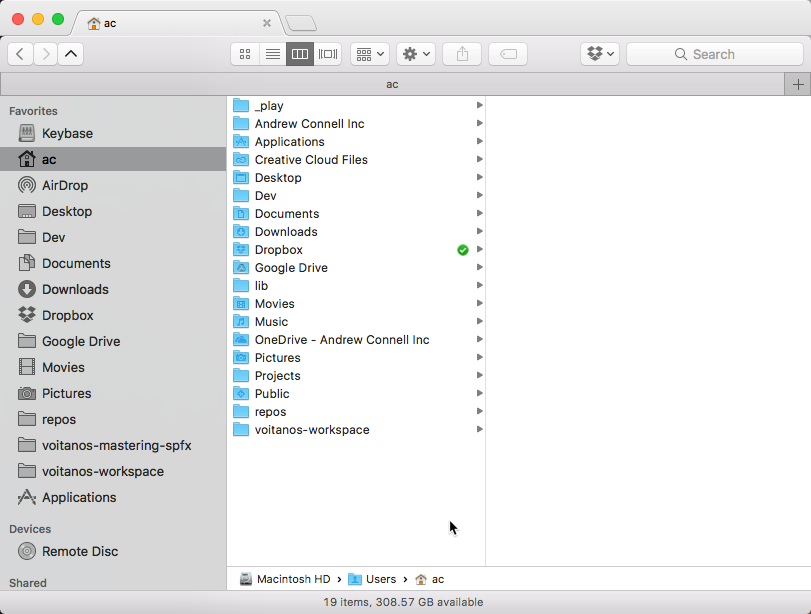 ac
Search
ac
Favorites
Keybase
ac
AirDrop
Desktop
Dev
Documents
Downloads
Dropbox
Google Drive
Movies
Pictures
repos
voitanos-mastering-spfx
voitanos-workspace
Applications
Devices
Remote Disc
Shared
_play
Andrew Connell Inc
Applications
Creative Cloud Files
Desktop
Dev
Documents
Downloads
Dropbox
Google Drive
lib
Movies
Music
OneDrive - Andrew Connell Inc
Pictures
Projects
Public
repos
voitanos-workspace
Macintosh HD › Users › ac
19 items, 308.57 GB available